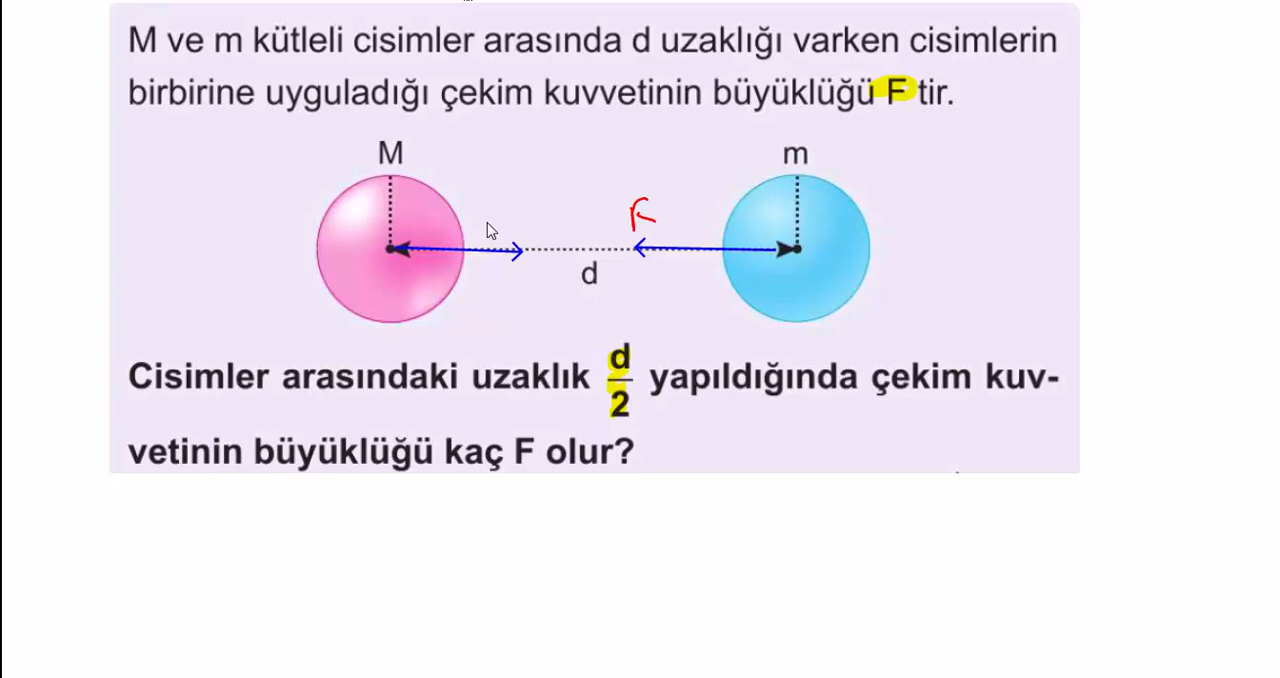 M ve m kütleli cisimler arasında d uzaklığı varken cisimlerin
birbirine uyguladığı çekim kuvvetinin büyüklüğü F tir.
M
m
F
d
Cisimler arasındaki uzaklık d/2 yapıldığında çekim kuv-
vetinin büyüklüğü kaç F olur?